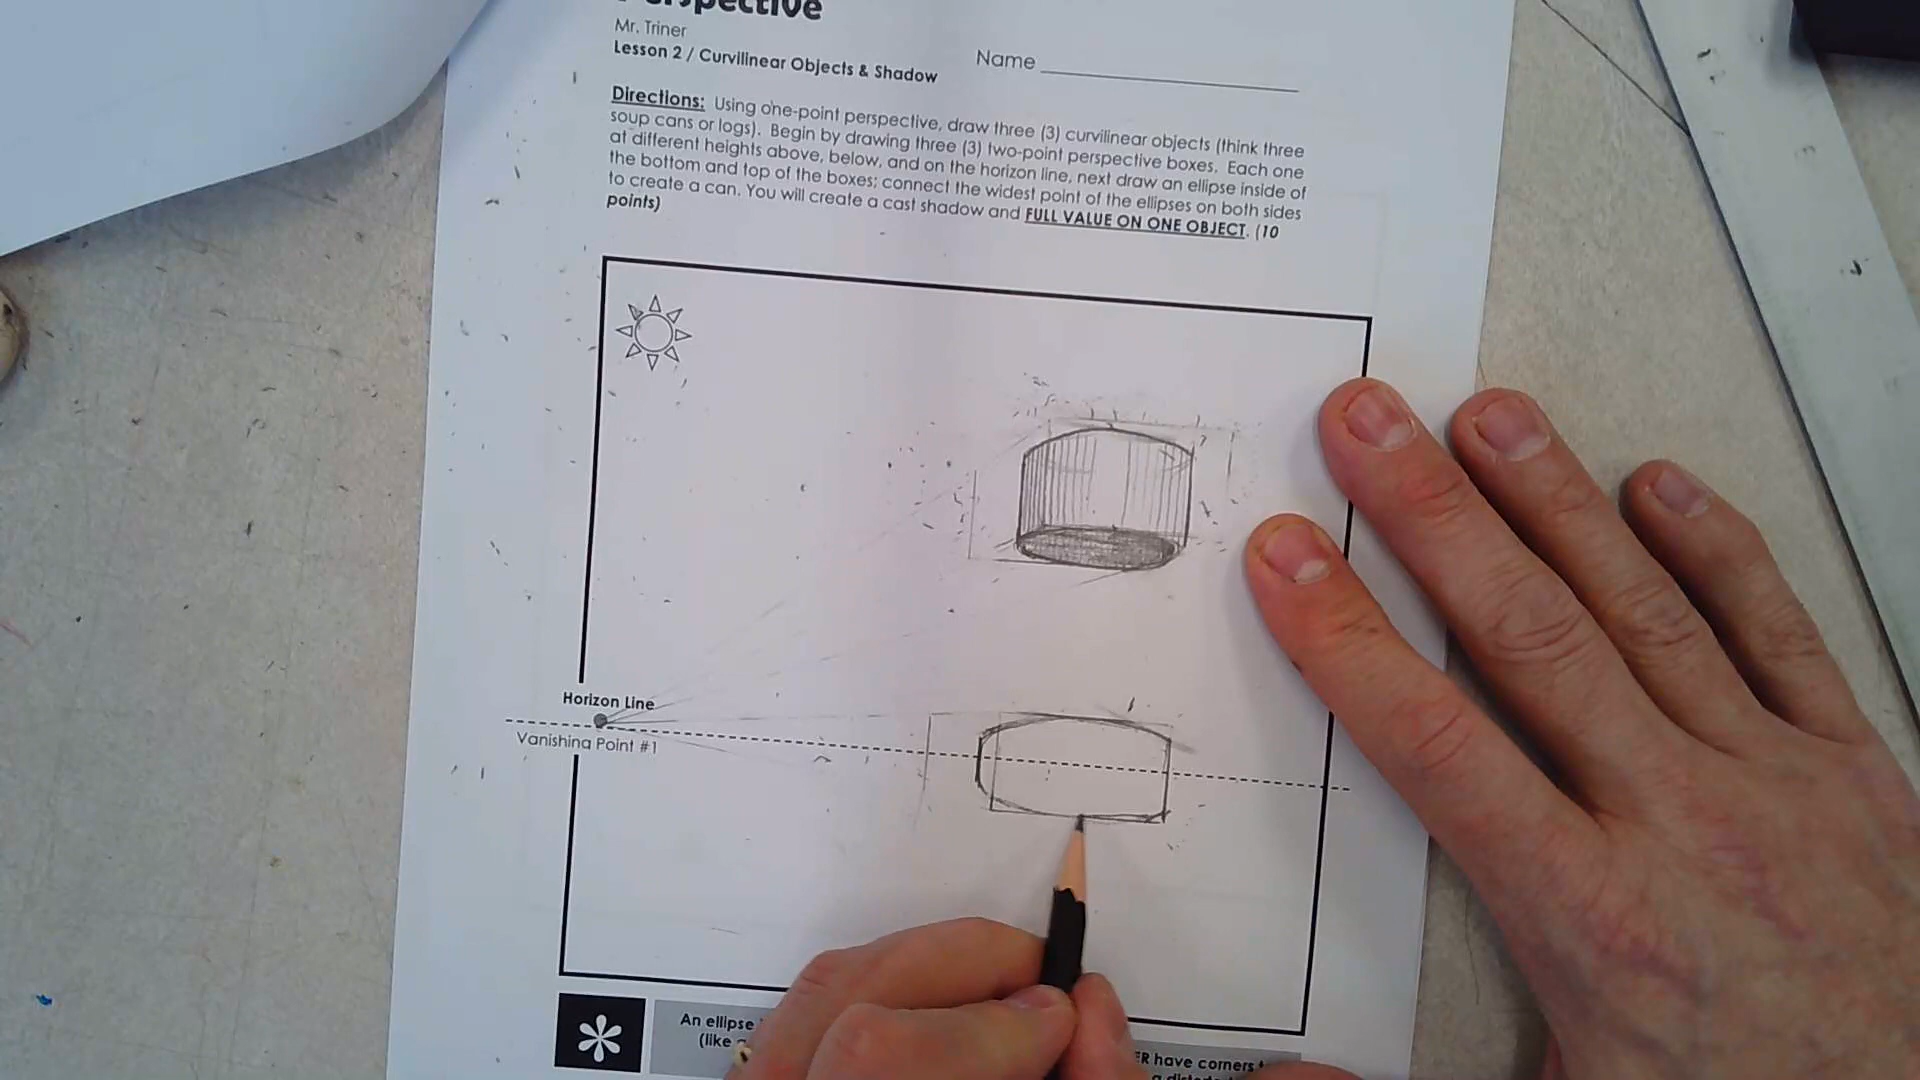 Perspective
Mr. Triner
Lesson 2 / Curvilinear Objects & Shadow
Name
Directions: Using one-point perspective, draw three (3) curvilinear objects (think three
soup cans or logs). Begin by drawing three (3) two-point perspective boxes. Each one
at different heights above, below, and on the horizon line, next draw an ellipse inside of
the bottom and top of the boxes; connect the widest point of the ellipses on both sides
to create a can. You will create a cast shadow and FULL VALUE ON ONE OBJECT. (10
points)
Horizon Line
Vanishing Point #1
An ellipse
(like
ER have corners